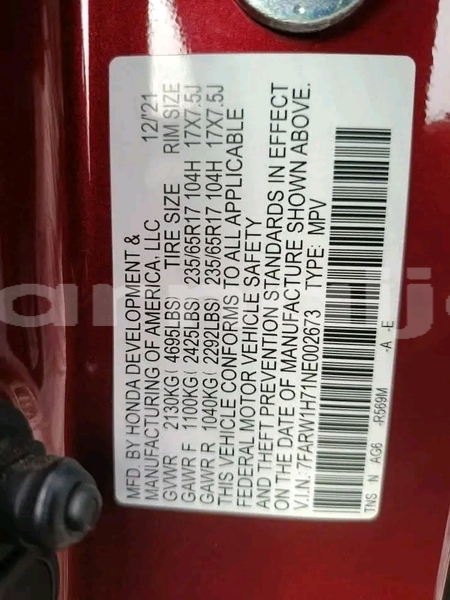 MFD. BY HONDA DEVELOPMENT & 12/'21
MANUFACTURING OF AMERICA, LLC
GVWR 2130KG( 4695LBS) TIRE SIZE RIM SIZE
GAWR F 1100KG( 2425LBS) 235/65R17 104H 17X7.5J
GAWR R 1040KG( 2292LBS) 235/65R17 104H 17X7.5J
THIS VEHICLE CONFORMS TO ALL APPLICABLE
FEDERAL MOTOR VEHICLE SAFETY
AND THEFT PREVENTION STANDARDS IN EFFECT
ON THE DATE OF MANUFACTURE SHOWN ABOVE.
V.I.N.: 7FARW1H71NE002673 TYPE: MPV
TNS N AG6 -R569M -A -E